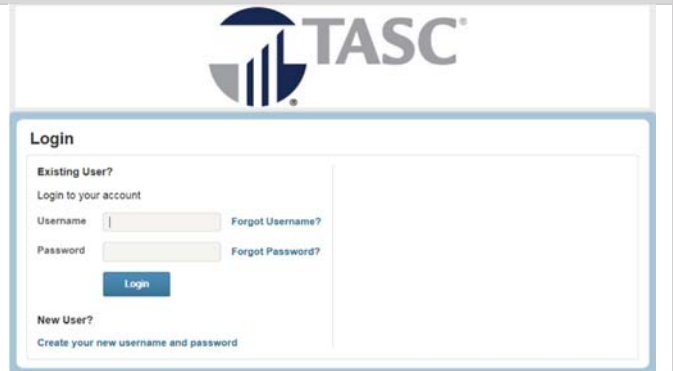 TASC®
Login
Existing User?
Login to your account
Username Forgot Username?
Password Forgot Password?
Login
New User?
Create your new username and password